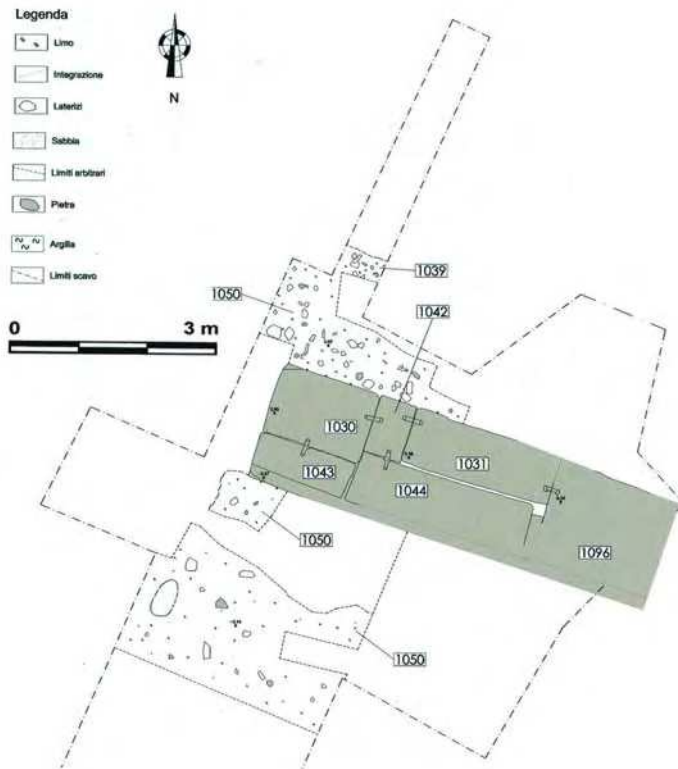 Legenda
Limo
Integrazione
Laterizi
Sabbia
Limiti arbitrari
Pietra
Argilla
Limiti scavo
N
0 3 m
1039
1050
1042
1030
1031
1043
1044
1050
1096
1050